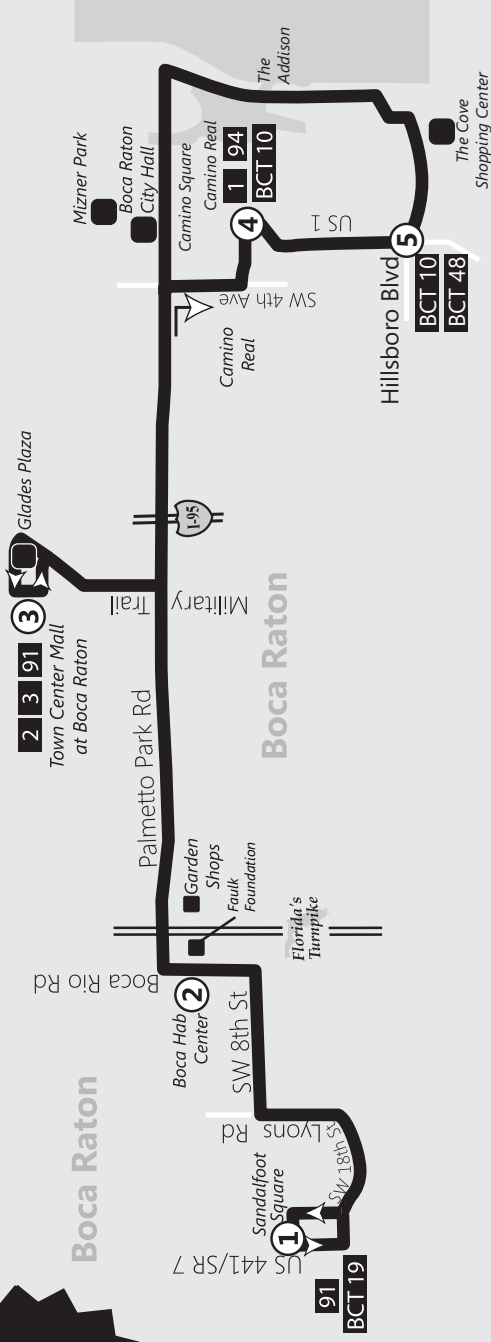 Boca Raton
Boca Raton
US 441/SR 7
91
BCT 19
1
Sandalfoot
Square
SW 18th St
Lyons Rd
SW 8th St
Boca Hab
Center
2
Boca Rio Rd
Faulk
Foundation
Garden
Shops
Florida's
Turnpike
Palmetto Park Rd
2 3 91
3
Town Center Mall
at Boca Raton
Glades Plaza
Military Trail
I-95
Camino
Real
SW 4th Ave
Mizner Park
Boca Raton
City Hall
Camino Square
Camino Real
1 94
BCT 10
4
US 1
The
Addison
Hillsboro Blvd
5
BCT 10
BCT 48
The Cove
Shopping Center